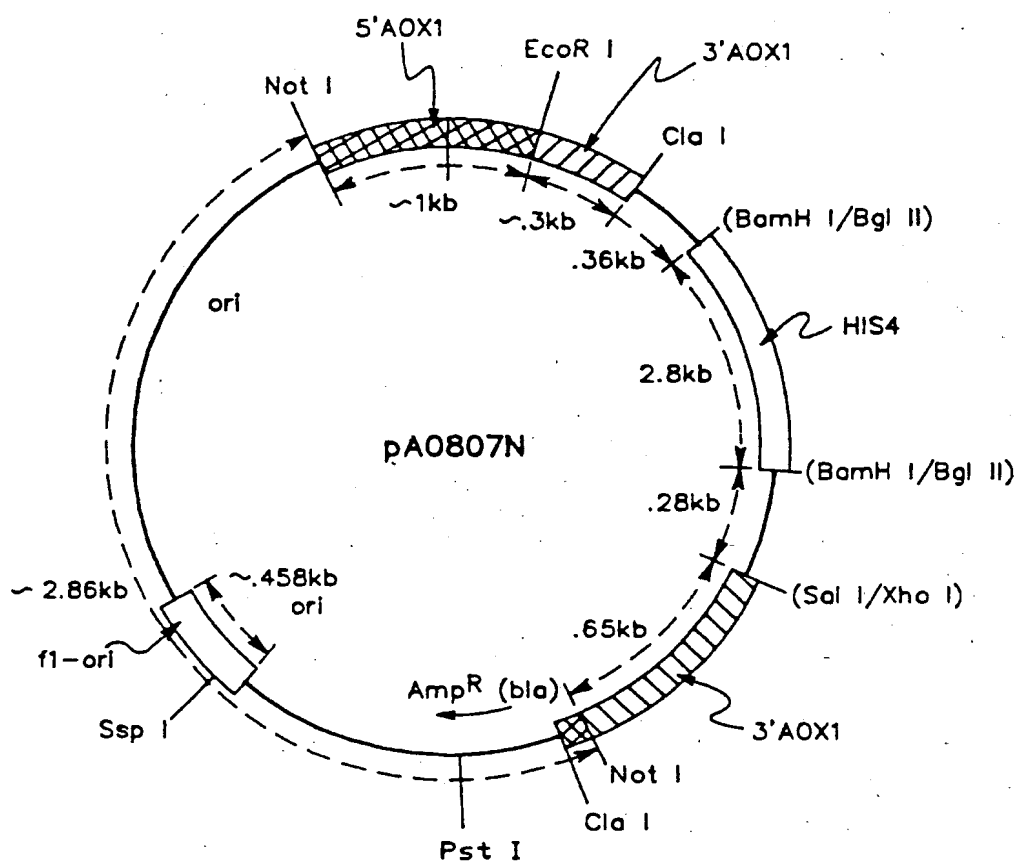 5'AOX1
EcoR I
3'AOX1
Not I
Cla I
~1kb
~.3kb
(BamH I/Bgl II)
.36kb
ori
HIS4
2.8kb
pA0807N
(BamH I/Bgl II)
.28kb
~2.86kb
~.458kb
ori
(Sal I/Xho I)
.65kb
f1-ori
AmpR (bla)
Ssp I
3'AOX1
Not I
Cla I
Pst I